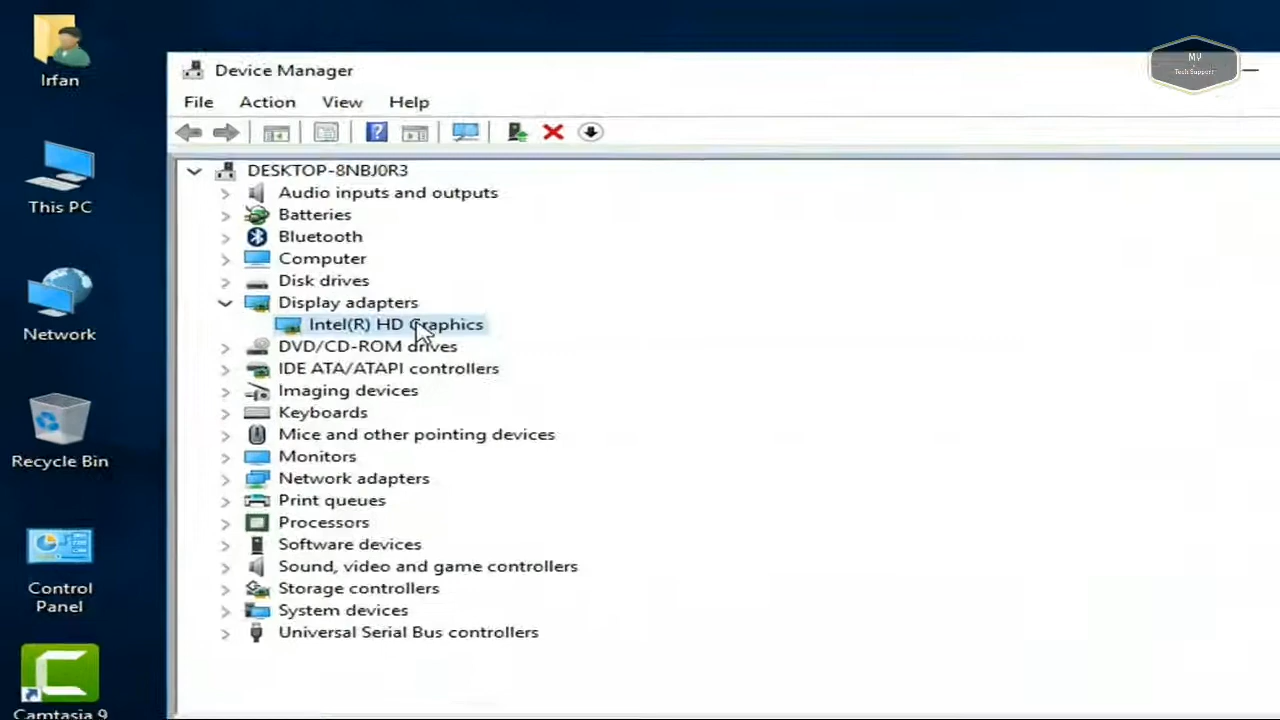 Irfan
This PC
Network
Recycle Bin
Control
Panel
Camtasia 9
Device Manager
MY
Tech Support
File Action View Help
DESKTOP-8NBJ0R3
Audio inputs and outputs
Batteries
Bluetooth
Computer
Disk drives
Display adapters
Intel(R) HD Graphics
DVD/CD-ROM drives
IDE ATA/ATAPI controllers
Imaging devices
Keyboards
Mice and other pointing devices
Monitors
Network adapters
Print queues
Processors
Software devices
Sound, video and game controllers
Storage controllers
System devices
Universal Serial Bus controllers